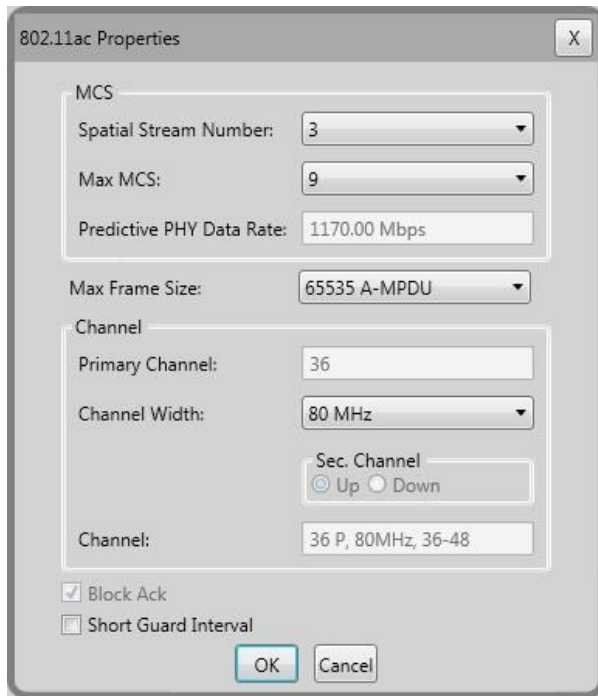 802.11ac Properties X
MCS
Spatial Stream Number: 3
Max MCS: 9
Predictive PHY Data Rate: 1170.00 Mbps
Max Frame Size: 65535 A-MPDU
Channel
Primary Channel: 36
Channel Width: 80 MHz
Sec. Channel
Up Down
Channel: 36 P, 80MHz, 36-48
Block Ack
Short Guard Interval
OK Cancel